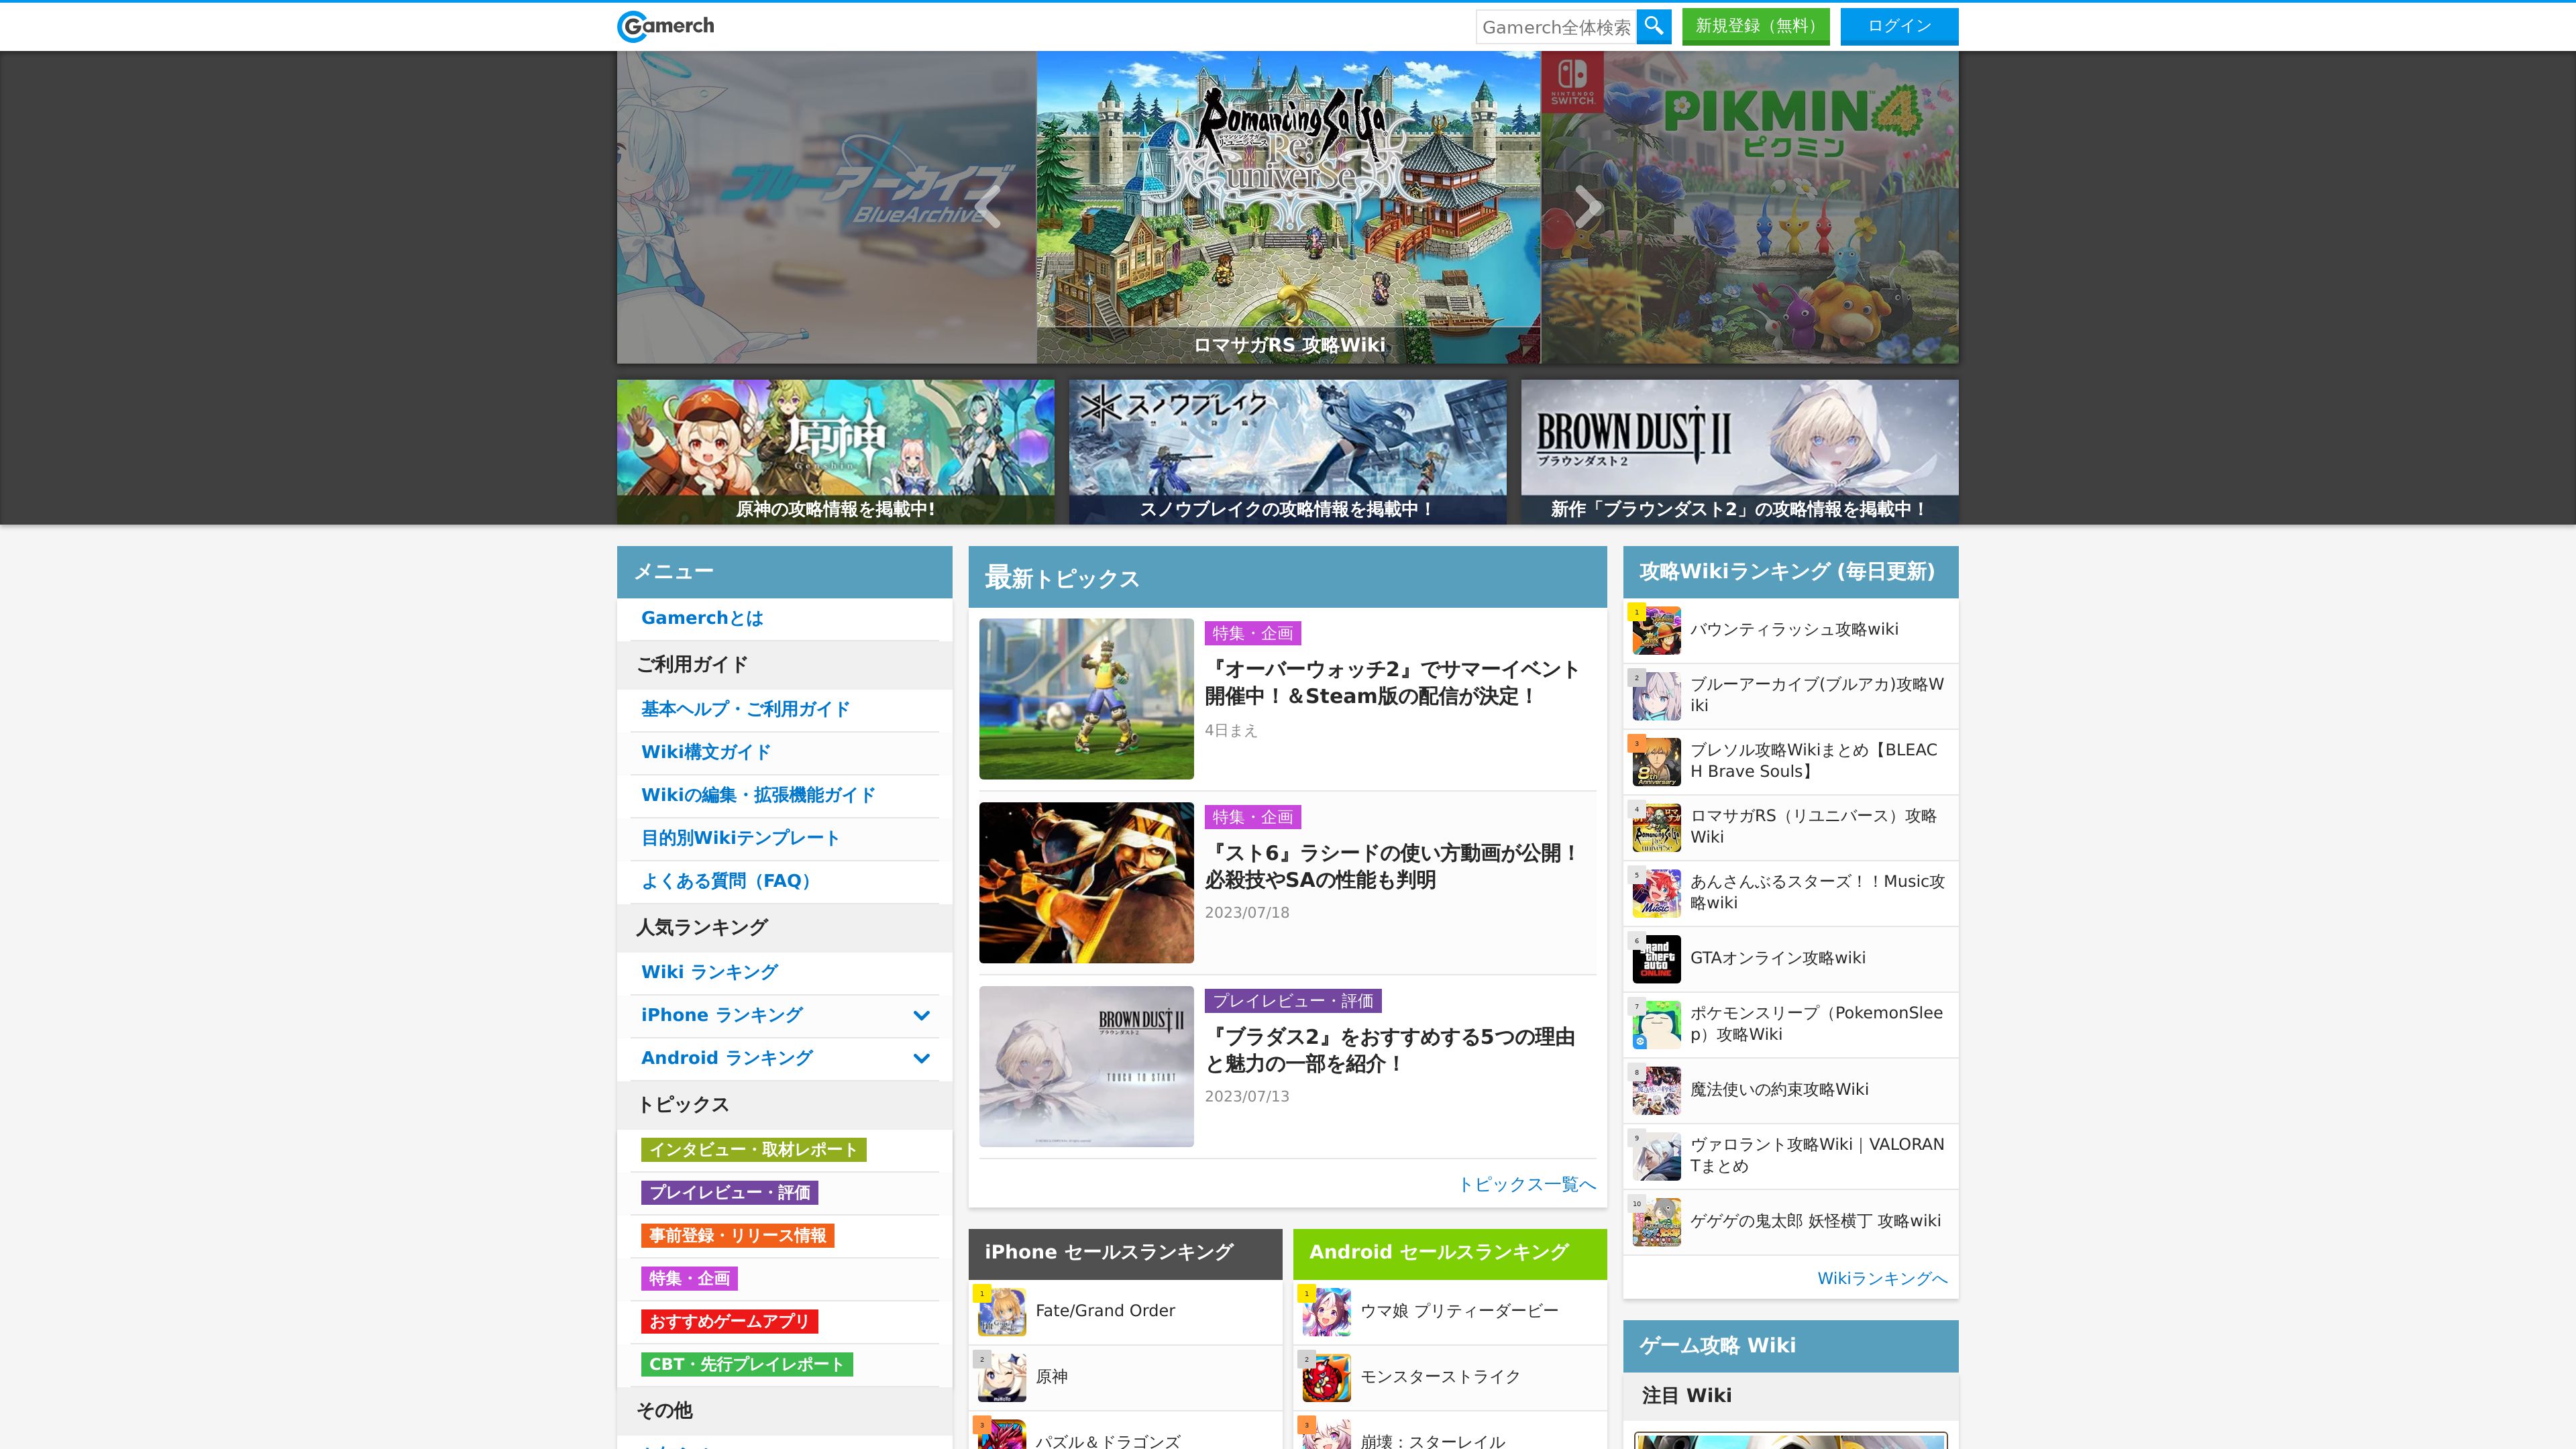 Gamerch
Gamerch全体検索
新規登録（無料）
ログイン
ブルーアーカイブ
BlueArchive
Romancing SaGa
Re;
universe
ロマサガRS 攻略Wiki
NINTENDO
SWITCH
PIKMIN 4
ピクミン
原神
Genshin
原神の攻略情報を掲載中!
スノウブレイク
スノウブレイクの攻略情報を掲載中！
BROWN DUST II
ブラウンダスト2
新作「ブラウンダスト2」の攻略情報を掲載中！
メニュー
Gamerchとは
ご利用ガイド
基本ヘルプ・ご利用ガイド
Wiki構文ガイド
Wikiの編集・拡張機能ガイド
目的別Wikiテンプレート
よくある質問（FAQ）
人気ランキング
Wiki ランキング
iPhone ランキング
Android ランキング
トピックス
インタビュー・取材レポート
プレイレビュー・評価
事前登録・リリース情報
特集・企画
おすすめゲームアプリ
CBT・先行プレイレポート
その他
最新トピックス
特集・企画
『オーバーウォッチ2』でサマーイベント
開催中！＆Steam版の配信が決定！
4日まえ
特集・企画
『スト6』ラシードの使い方動画が公開！
必殺技やSAの性能も判明
2023/07/18
BROWN DUST II
ブラウンダスト2
TOUCH TO START
プレイレビュー・評価
『ブラダス2』をおすすめする5つの理由
と魅力の一部を紹介！
2023/07/13
トピックス一覧へ
iPhone セールスランキング
1
Fate/Grand Order
2
原神
3
パズル＆ドラゴンズ
Android セールスランキング
1
ウマ娘 プリティーダービー
2
モンスターストライク
3
崩壊：スターレイル
攻略Wikiランキング (毎日更新)
1
バウンティラッシュ攻略wiki
2
ブルーアーカイブ(ブルアカ)攻略W
iki
3
8th
Anniversary
ブレソル攻略Wikiまとめ【BLEAC
H Brave Souls】
4
ロマサガRS（リユニバース）攻略
Wiki
5
Music
あんさんぶるスターズ！！Music攻
略wiki
6
grand
theft
auto
ONLINE
GTAオンライン攻略wiki
7
ポケモンスリープ（PokemonSlee
p）攻略Wiki
8
魔法使いの約束攻略Wiki
9
ヴァロラント攻略Wiki｜VALORAN
Tまとめ
10
ゲゲゲの鬼太郎 妖怪横丁 攻略wiki
Wikiランキングへ
ゲーム攻略 Wiki
注目 Wiki